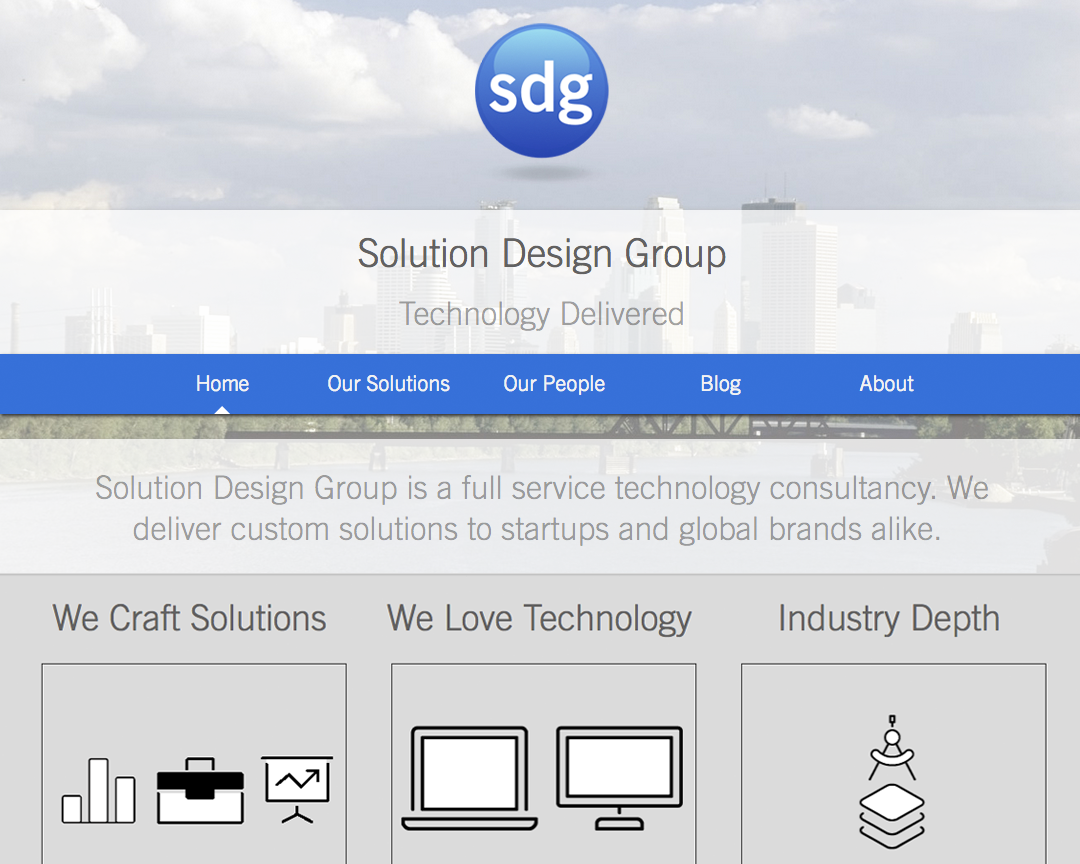 sdg
Solution Design Group
Technology Delivered
Home Our Solutions Our People Blog About
Solution Design Group is a full service technology consultancy. We
deliver custom solutions to startups and global brands alike.
We Craft Solutions We Love Technology Industry Depth